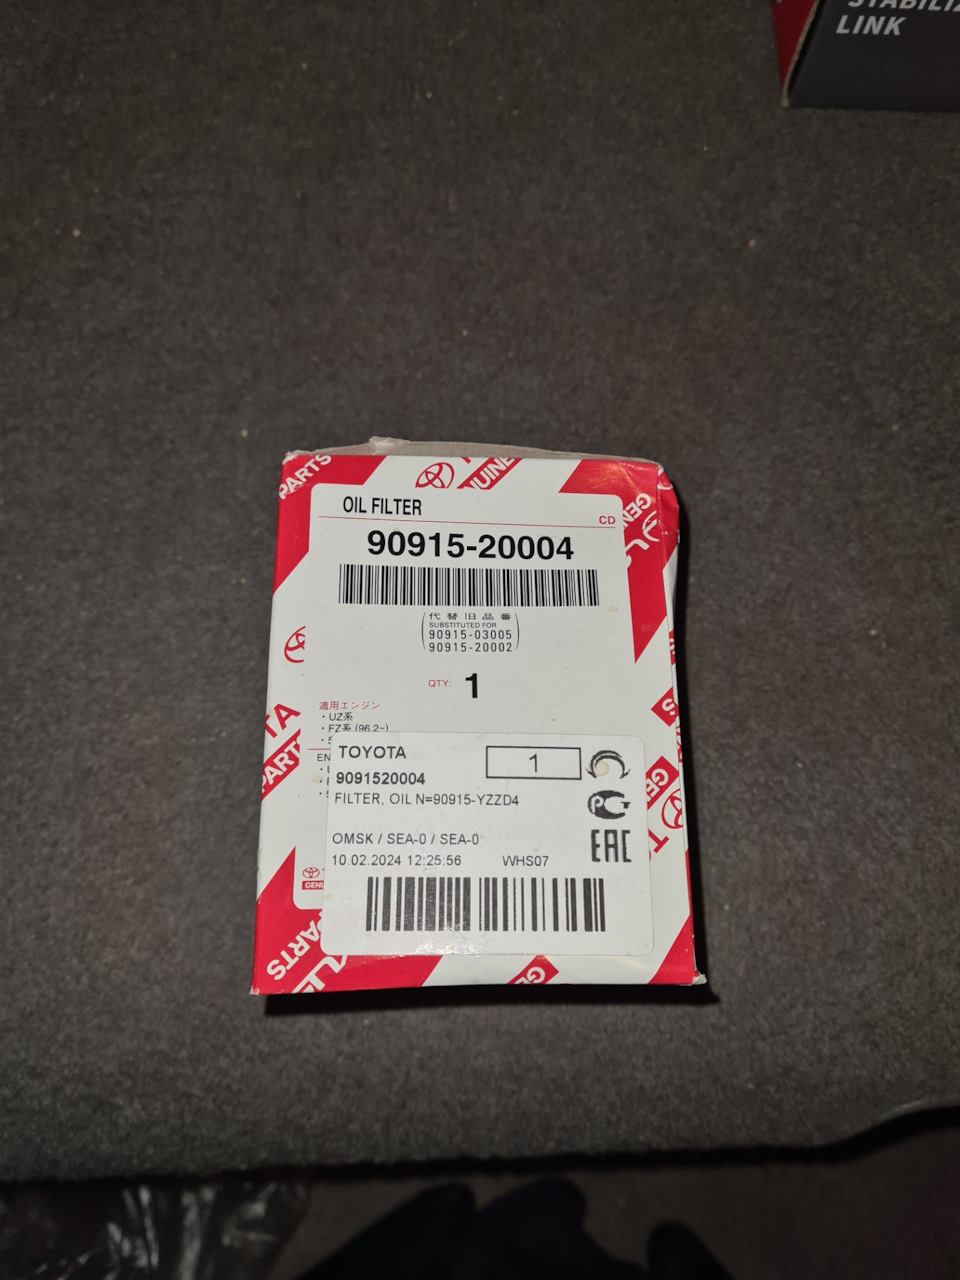 LINK
PARTS
OIL FILTER
CD
90915-20004
代替旧品番
SUBSTITUTED FOR
90915-03005
90915-20002
QTY: 1
適用エンジン
・UZ系
・FZ系 (96.2-)
PARTS
TOYOTA
1
9091520004
FILTER, OIL N=90915-YZZD4
OMSK / SEA-0 / SEA-0
10.02.2024 12:25:56 WHS07
EAC
PARTS